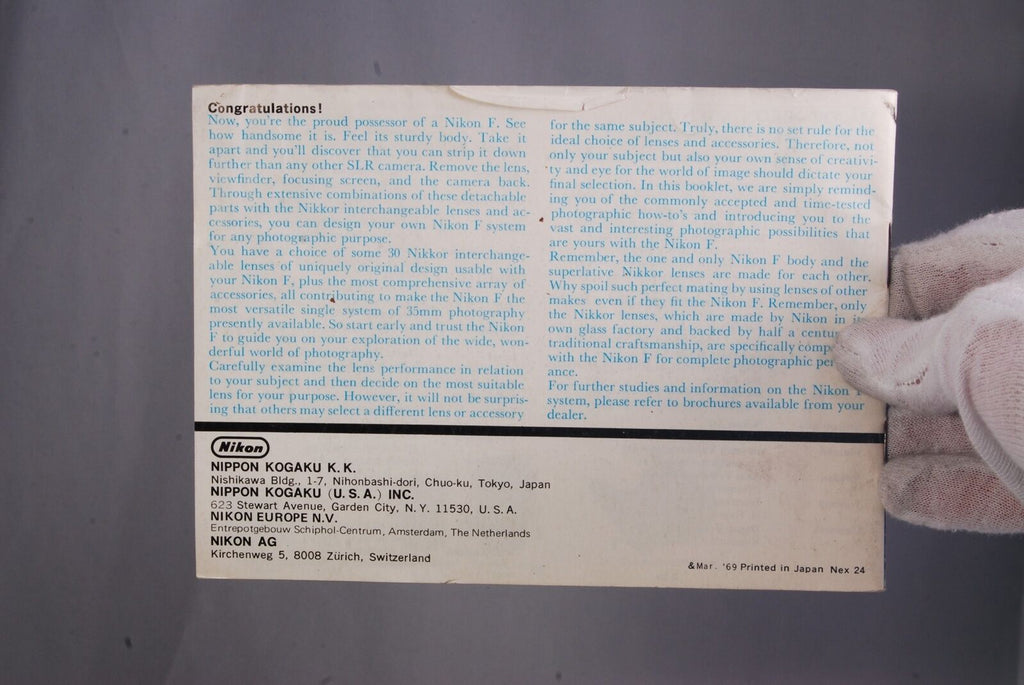 Congratulations!
Now, you're the proud possessor of a Nikon F. See
how handsome it is. Feel its sturdy body. Take it
apart and you'll discover that you can strip it down
further than any other SLR camera. Remove the lens,
viewfinder, focusing screen, and the camera back.
Through extensive combinations of these detachable
parts with the Nikkor interchangeable lenses and ac-
cessories, you can design your own Nikon F system
for any photographic purpose.
You have a choice of some 30 Nikkor interchange-
able lenses of uniquely original design usable with
your Nikon F, plus the most comprehensive array of
accessories, all contributing to make the Nikon F the
most versatile single system of 35mm photography
presently available. So start early and trust the Nikon
F to guide you on your exploration of the wide, won-
derful world of photography.
Carefully examine the lens performance in relation
to your subject and then decide on the most suitable
lens for your purpose. However, it will not be surpris-
ing that others may select a different lens or accessory
for the same subject. Truly, there is no set rule for the
ideal choice of lenses and accessories. Therefore, not
only your subject but also your own sense of creativi-
ty and eye for the world of image should dictate your
final selection. In this booklet, we are simply remind-
ing you of the commonly accepted and time-tested
photographic how-to's and introducing you to the
vast and interesting photographic possibilities that
are yours with the Nikon F.
Remember, the one and only Nikon F body and the
superlative Nikkor lenses are made for each other.
Why spoil such perfect mating by using lenses of other
makes even if they fit the Nikon F. Remember, only
the Nikkor lenses, which are made by Nikon in
own glass factory and backed by half a
traditional craftsmanship, are specifically
with the Nikon F for complete photographic
ance.
For further studies and information on the Nikon
system, please refer to brochures available from your
dealer.
Nikon
NIPPON KOGAKU K. K.
Nishikawa Bldg., 1-7, Nihonbashi-dori, Chuo-ku, Tokyo, Japan
NIPPON KOGAKU (U. S. A.) INC.
623 Stewart Avenue, Garden City, N. Y. 11530, U. S. A.
NIKON EUROPE N.V.
Entrepotgebouw Schiphol-Centrum, Amsterdam, The Netherlands
NIKON AG
Kirchenweg 5, 8008 Zürich, Switzerland
&Mar. '69 Printed in Japan Nex 24